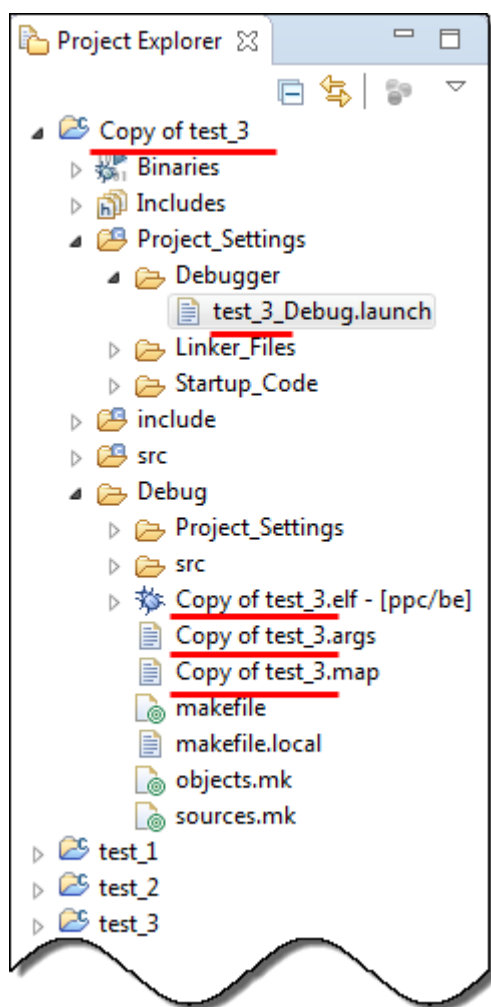 Project Explorer
Copy of test_3
Binaries
Includes
Project_Settings
Debugger
test_3_Debug.launch
Linker_Files
Startup_Code
include
src
Debug
Project_Settings
src
Copy of test_3.elf - [ppc/be]
Copy of test_3.args
Copy of test_3.map
makefile
makefile.local
objects.mk
sources.mk
test_1
test_2
test_3